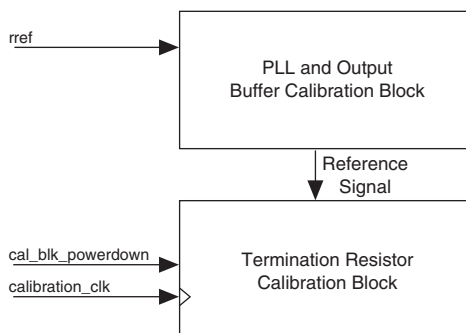 rref
PLL and Output
Buffer Calibration Block
Reference
Signal
cal_blk_powerdown
calibration_clk
Termination Resistor
Calibration Block